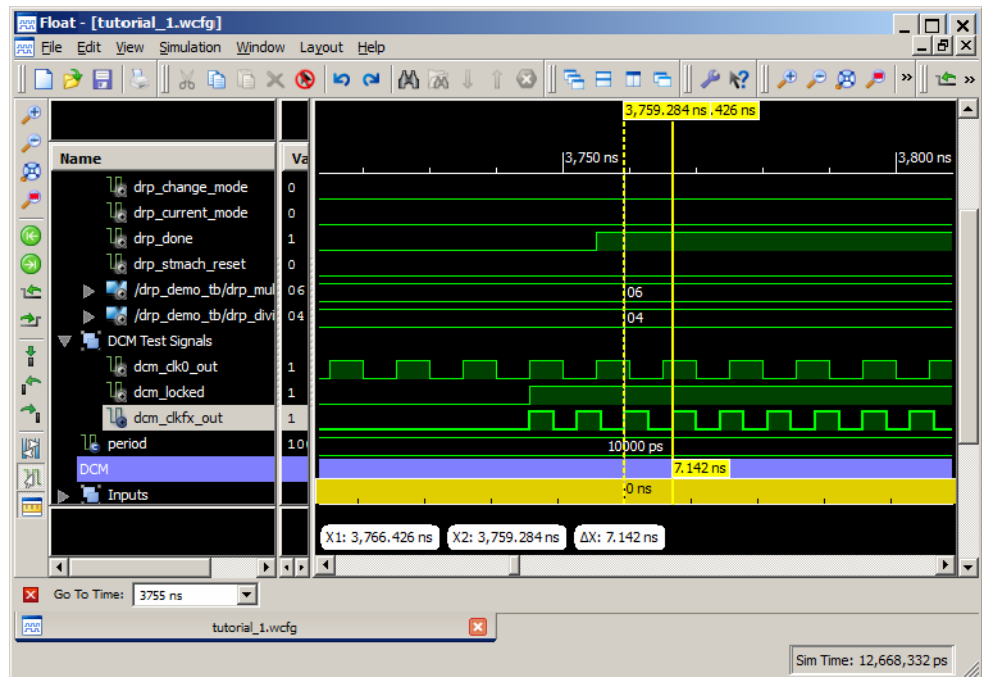 Float - [tutorial_1.wcfg]
File Edit View Simulation Window Layout Help
3,759.284 ns .426 ns
Name Va
3,750 ns 3,800 ns
drp_change_mode 0
drp_current_mode 0
drp_done 1
drp_stmach_reset 0
/drp_demo_tb/drp_mul 06 06
/drp_demo_tb/drp_divi 04 04
DCM Test Signals
dcm_clk0_out 1
dcm_locked 1
dcm_clkfx_out 1
period 10 10000 ps
DCM 7.142 ns
Inputs 0 ns
X1: 3,766.426 ns X2: 3,759.284 ns ΔX: 7.142 ns
Go To Time: 3755 ns
tutorial_1.wcfg
Sim Time: 12,668,332 ps